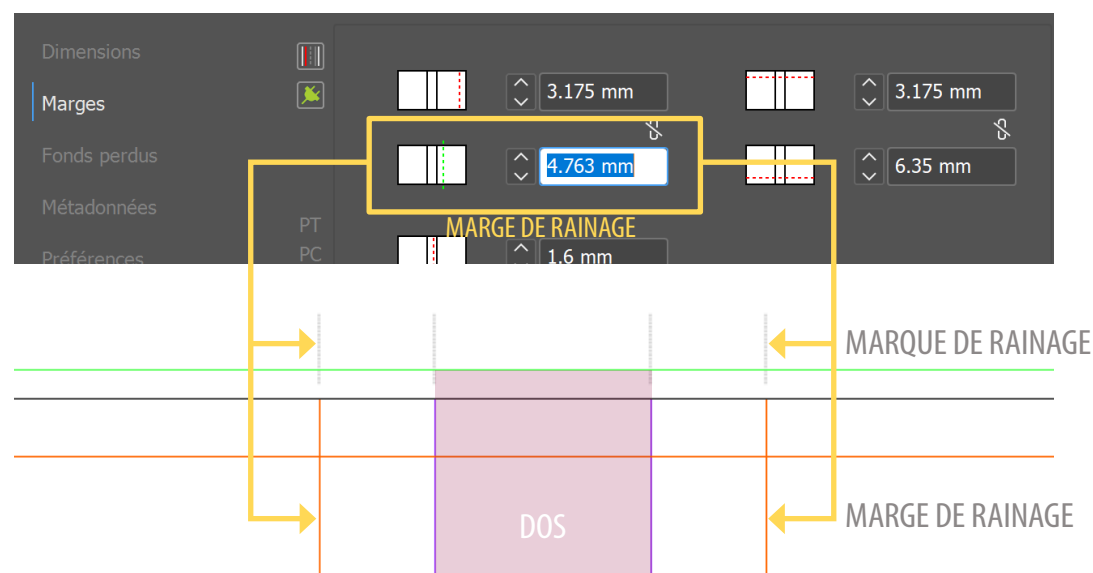 Dimensions
Marges
Fonds perdus
Métadonnées
Préférences
PT
PC
3.175 mm
3.175 mm
4.763 mm
6.35 mm
MARGE DE RAINAGE
1.6 mm
MARQUE DE RAINAGE
DOS
MARGE DE RAINAGE